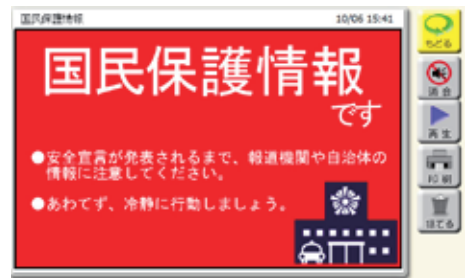 国民保護情報
10/06 15:41
国民保護情報
です
●安全宣言が発表されるまで、報道機関や自治体の
情報に注意してください。
●あわてず、冷静に行動しましょう。
もどる
消音
再生
印刷
捨てる